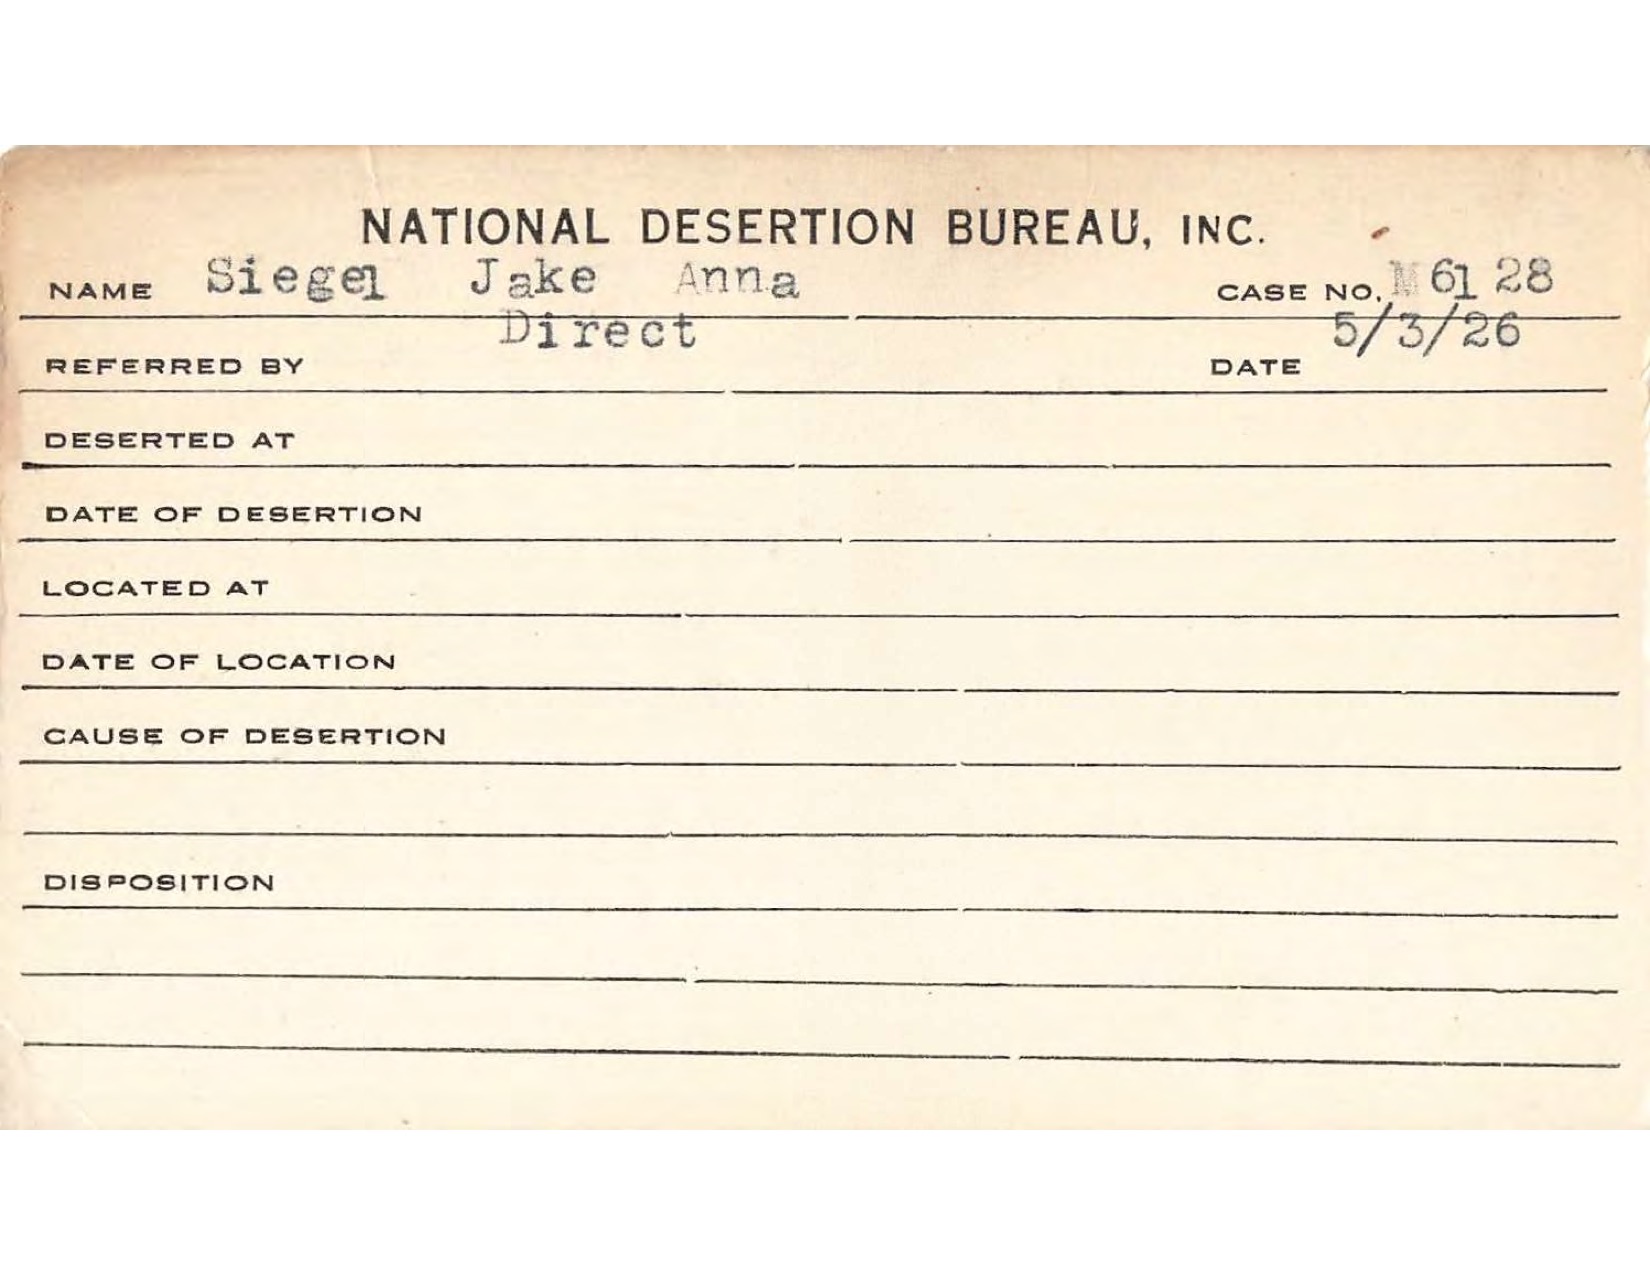 NATIONAL DESERTION BUREAU, INC.
NAME Siegel Jake Anna CASE NO. M 61 28
REFERRED BY Direct DATE 5/3/26
DESERTED AT
DATE OF DESERTION
LOCATED AT
DATE OF LOCATION
CAUSE OF DESERTION
DISPOSITION